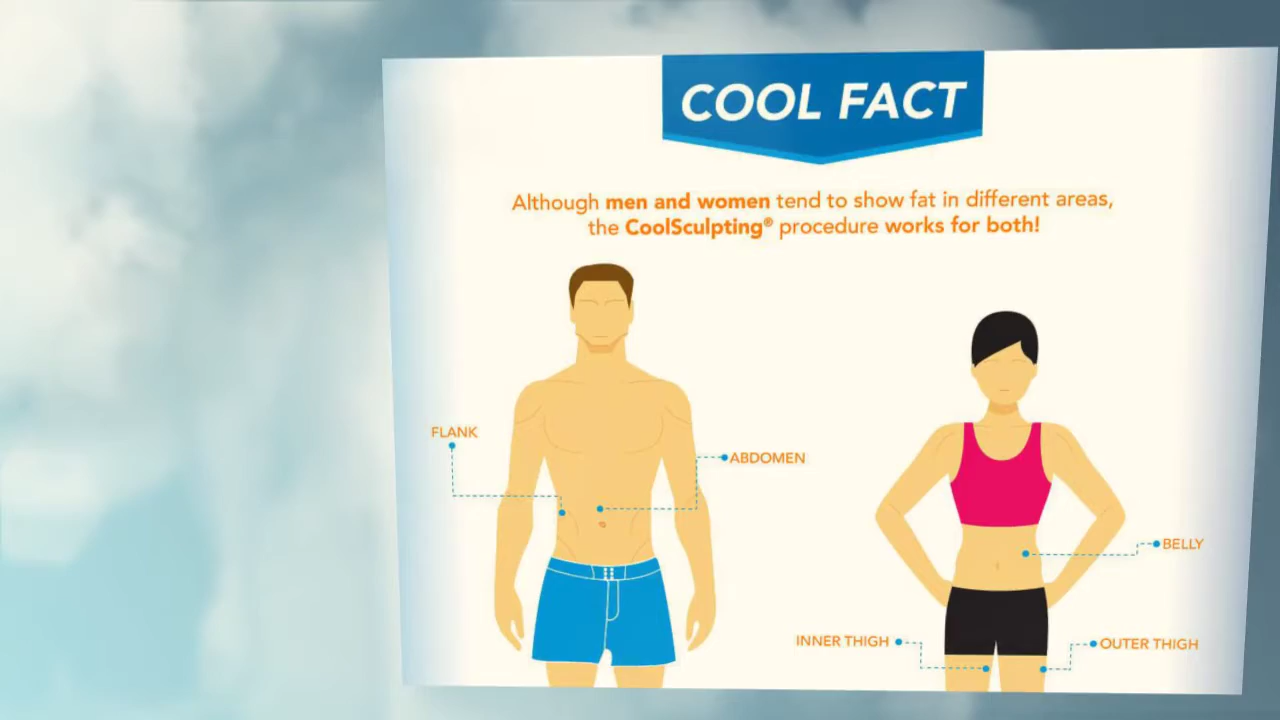 COOL FACT
Although men and women tend to show fat in different areas,
the CoolSculpting® procedure works for both!
FLANK
ABDOMEN
BELLY
INNER THIGH
OUTER THIGH